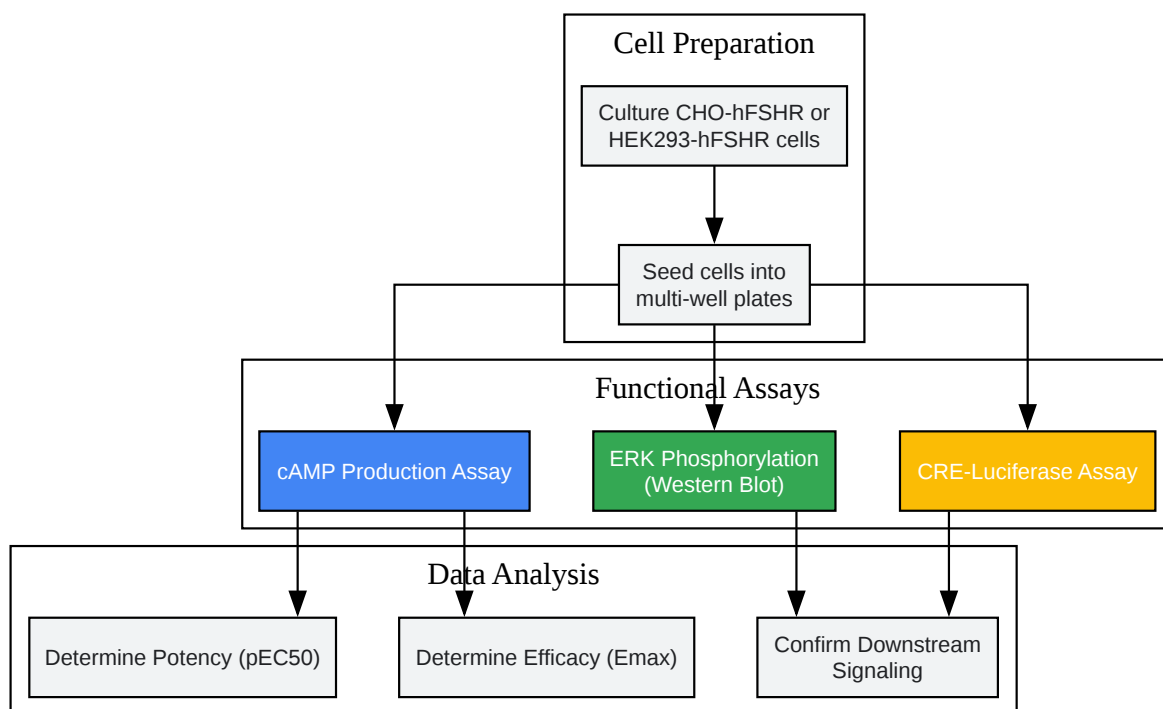 Cell Preparation
Culture CHO-hFSHR or
HEK293-hFSHR cells
Seed cells into
multi-well plates
Functional Assays
cAMP Production Assay
ERK Phosphorylation
(Western Blot)
CRE-Luciferase Assay
Data Analysis
Determine Potency (pEC50)
Determine Efficacy (Emax)
Confirm Downstream
Signaling